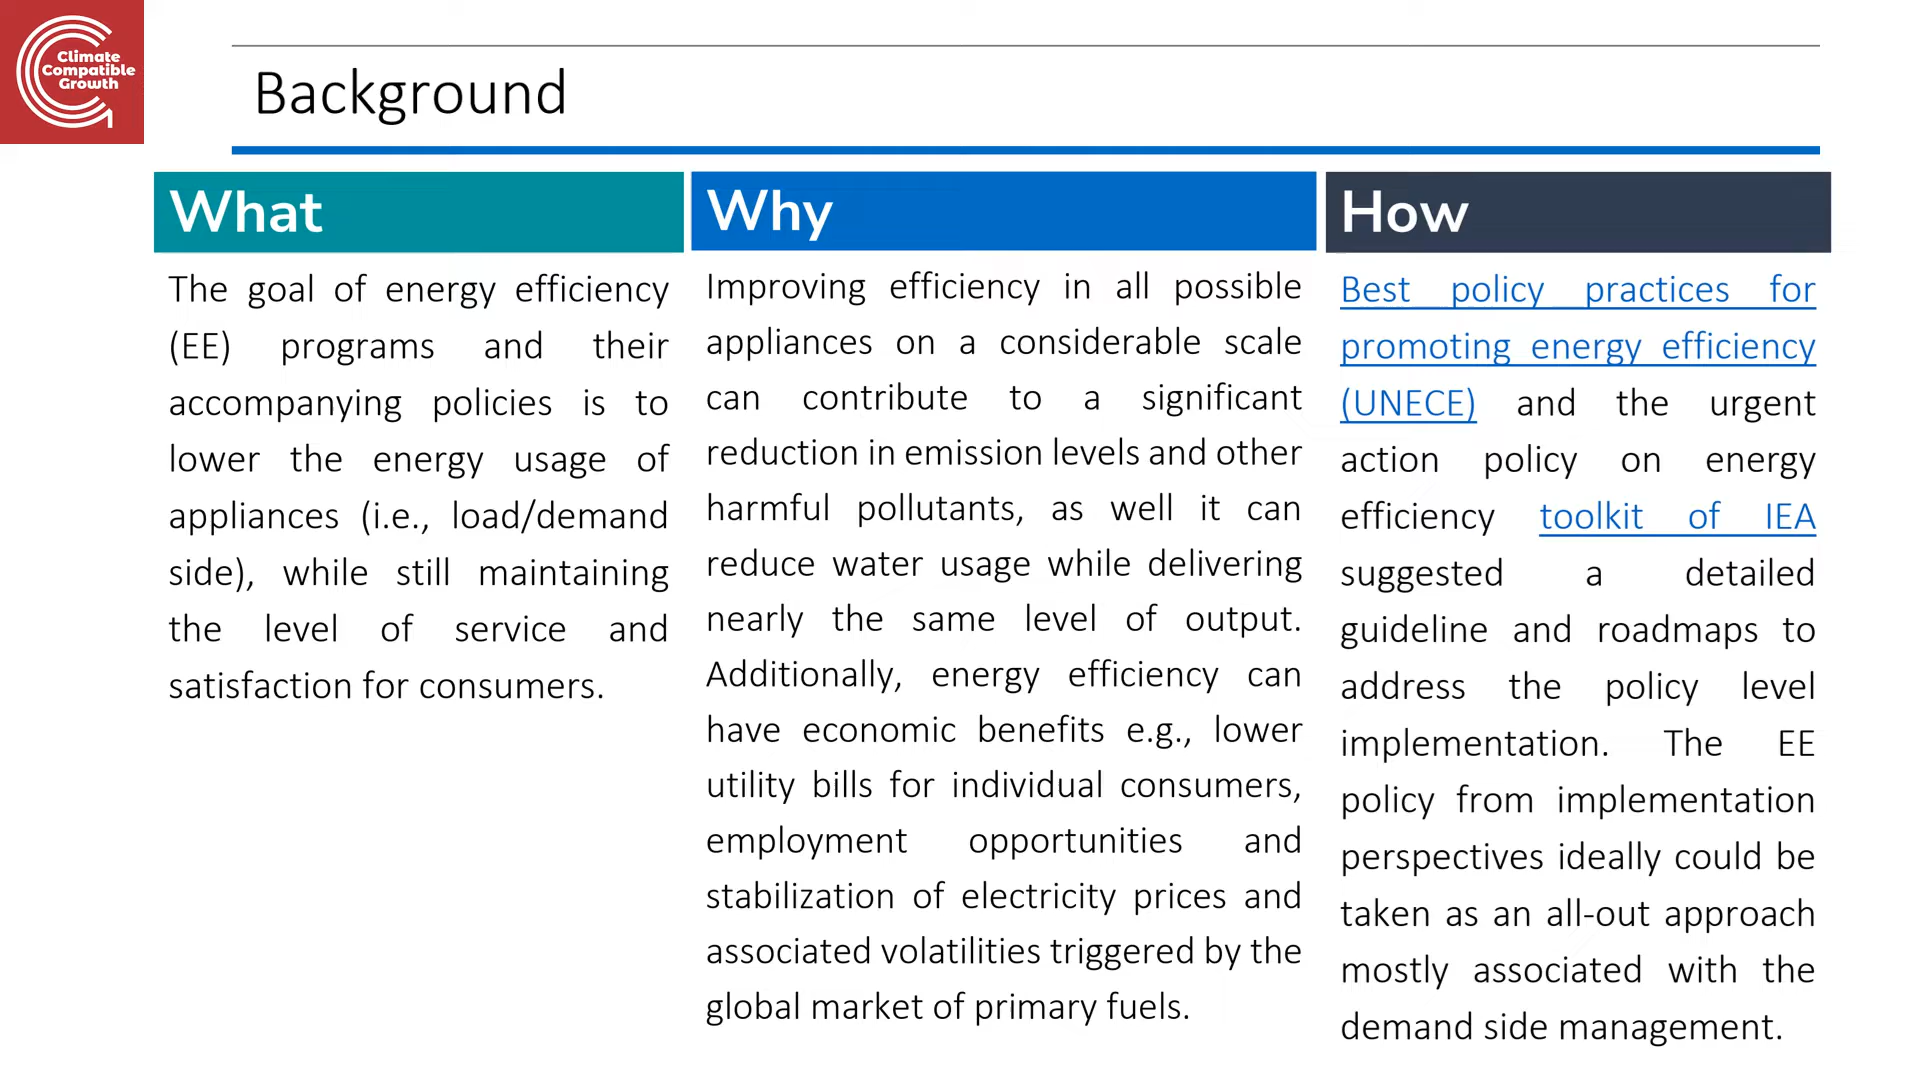 Climate
Compatible
Growth
Background
What
The goal of energy efficiency
(EE) programs and their
accompanying policies is to
lower the energy usage of
appliances (i.e., load/demand
side), while still maintaining
the level of service and
satisfaction for consumers.
Why
Improving efficiency in all possible
appliances on a considerable scale
can contribute to a significant
reduction in emission levels and other
harmful pollutants, as well it can
reduce water usage while delivering
nearly the same level of output.
Additionally, energy efficiency can
have economic benefits e.g., lower
utility bills for individual consumers,
employment opportunities and
stabilization of electricity prices and
associated volatilities triggered by the
global market of primary fuels.
How
Best policy practices for
promoting energy efficiency
(UNECE) and the urgent
action policy on energy
efficiency toolkit of IEA
suggested a detailed
guideline and roadmaps to
address the policy level
implementation. The EE
policy from implementation
perspectives ideally could be
taken as an all-out approach
mostly associated with the
demand side management.